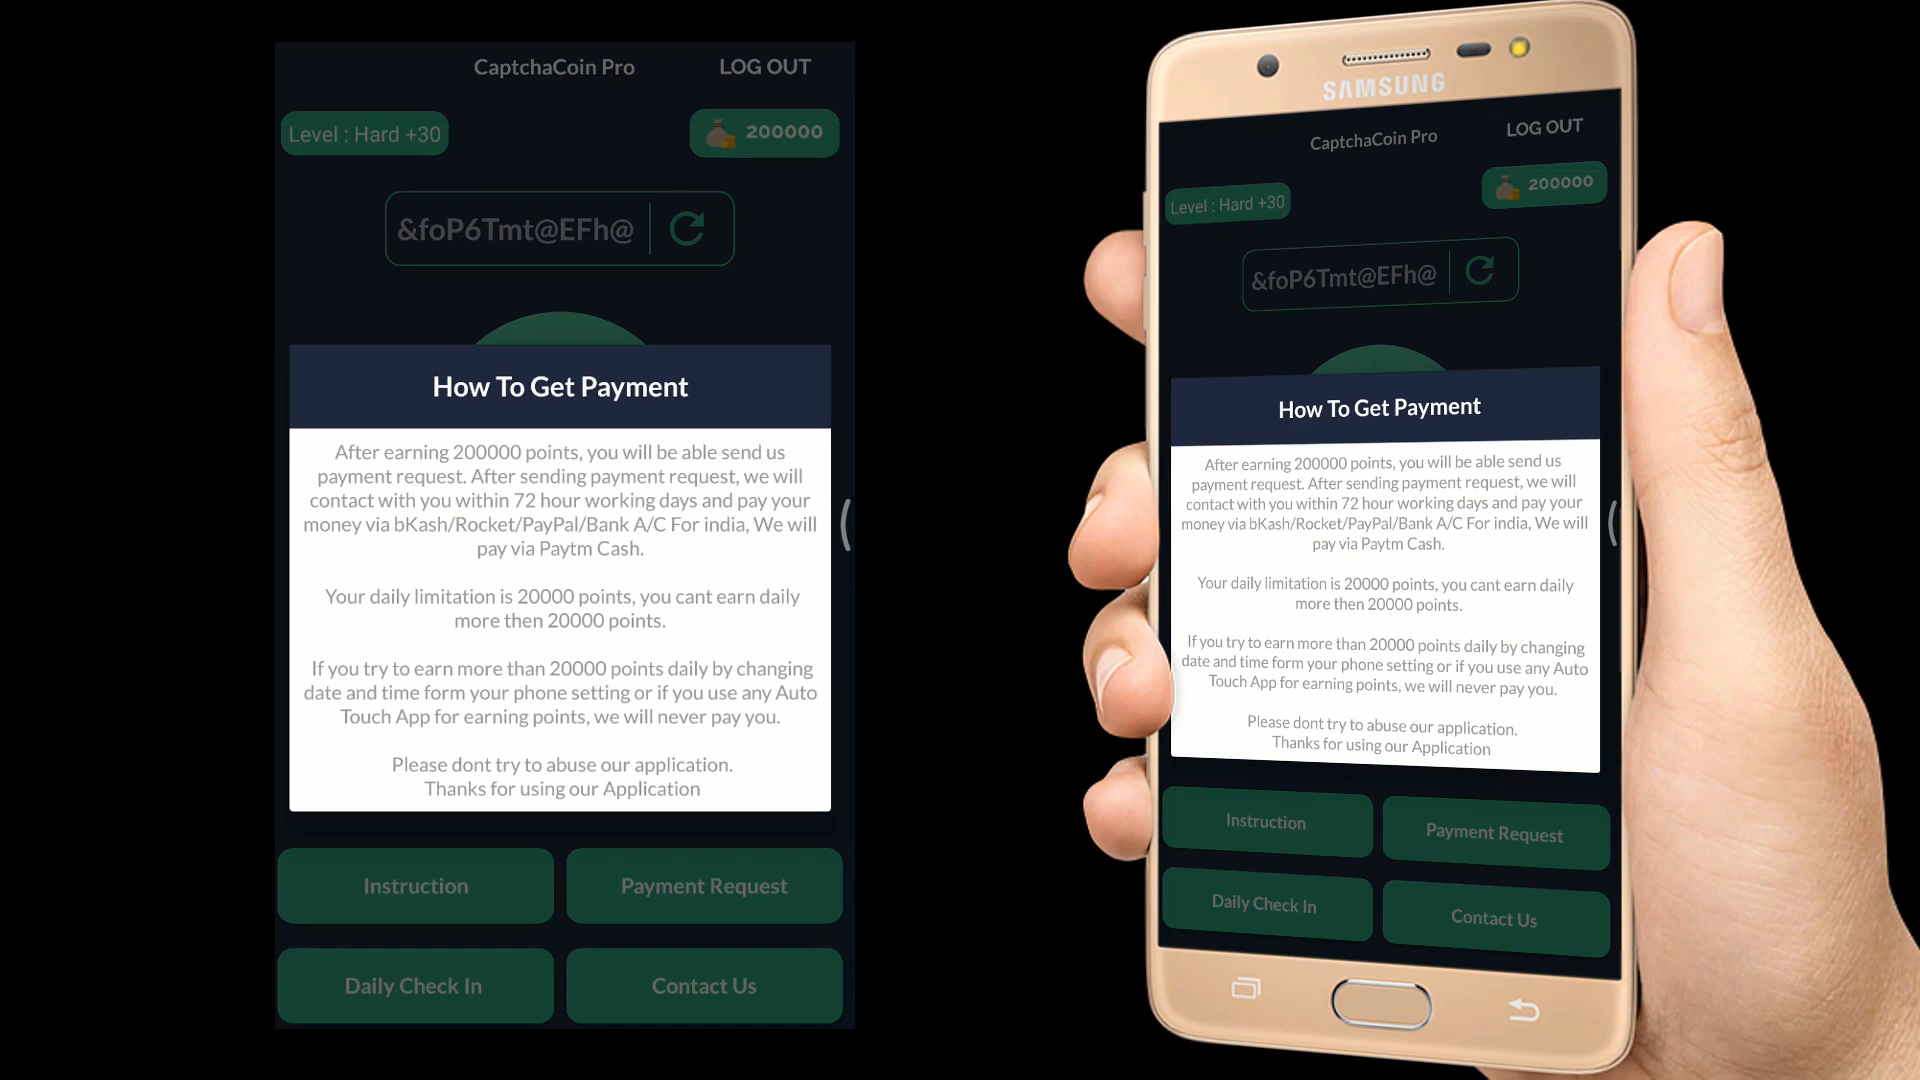 CaptchaCoin Pro
LOG OUT
Level : Hard +30
200000
&foP6Tmt@EFh@
How To Get Payment
After earning 200000 points, you will be able send us
payment request. After sending payment request, we will
contact with you within 72 hour working days and pay your
money via bKash/Rocket/PayPal/Bank A/C For india, We will
pay via Paytm Cash.
Your daily limitation is 20000 points, you cant earn daily
more then 20000 points.
If you try to earn more than 20000 points daily by changing
date and time form your phone setting or if you use any Auto
Touch App for earning points, we will never pay you.
Please dont try to abuse our application.
Thanks for using our Application
Instruction
Payment Request
Daily Check In
Contact Us
SAMSUNG
CaptchaCoin Pro
LOG OUT
Level : Hard +30
200000
&foP6Tmt@EFh@
How To Get Payment
After earning 200000 points, you will be able send us
payment request. After sending payment request, we will
contact with you within 72 hour working days and pay your
money via bKash/Rocket/PayPal/Bank A/C For india, We will
pay via Paytm Cash.
Your daily limitation is 20000 points, you cant earn daily
more then 20000 points.
If you try to earn more than 20000 points daily by changing
date and time form your phone setting or if you use any Auto
Touch App for earning points, we will never pay you.
Please dont try to abuse our application.
Thanks for using our Application
Instruction
Payment Request
Daily Check In
Contact Us